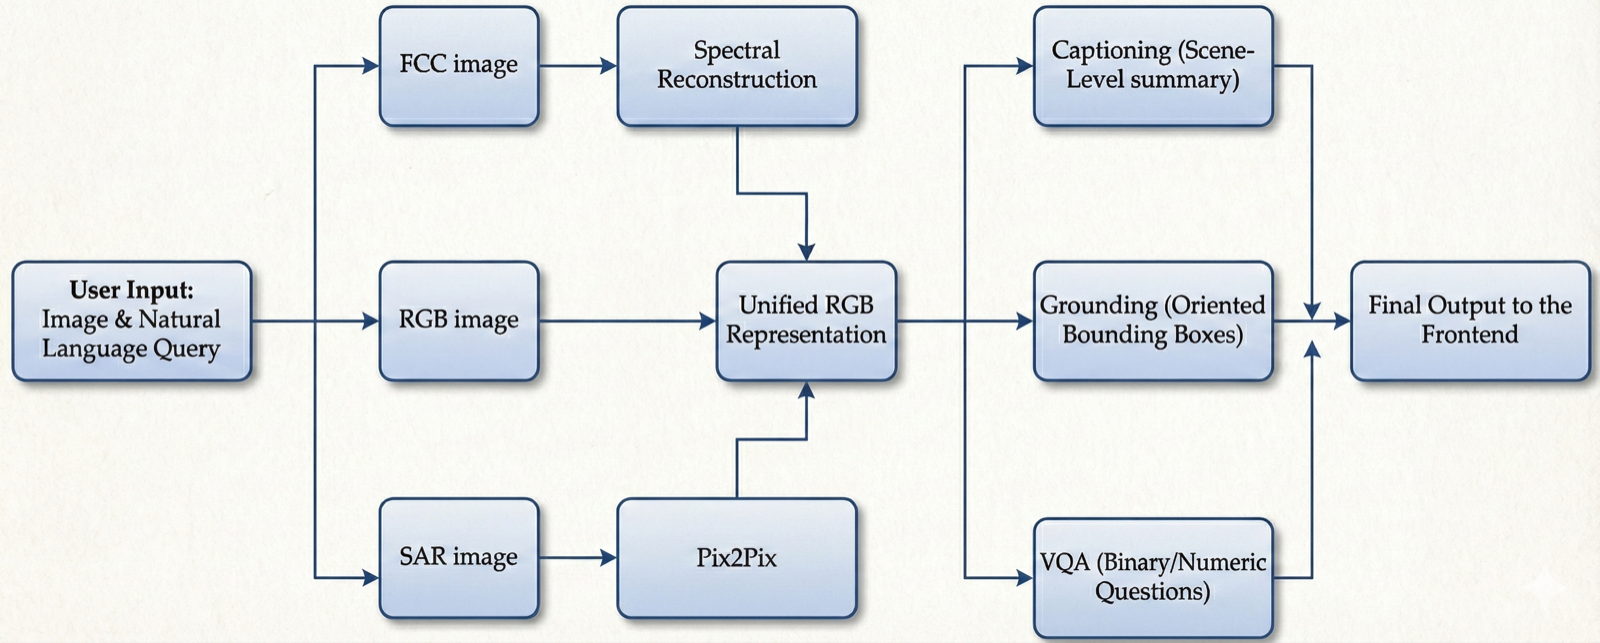 User Input:
Image & Natural
Language Query
FCC image
RGB image
SAR image
Spectral
Reconstruction
Pix2Pix
Unified RGB
Representation
Captioning (Scene-
Level summary)
Grounding (Oriented
Bounding Boxes)
VQA (Binary/Numeric
Questions)
Final Output to the
Frontend